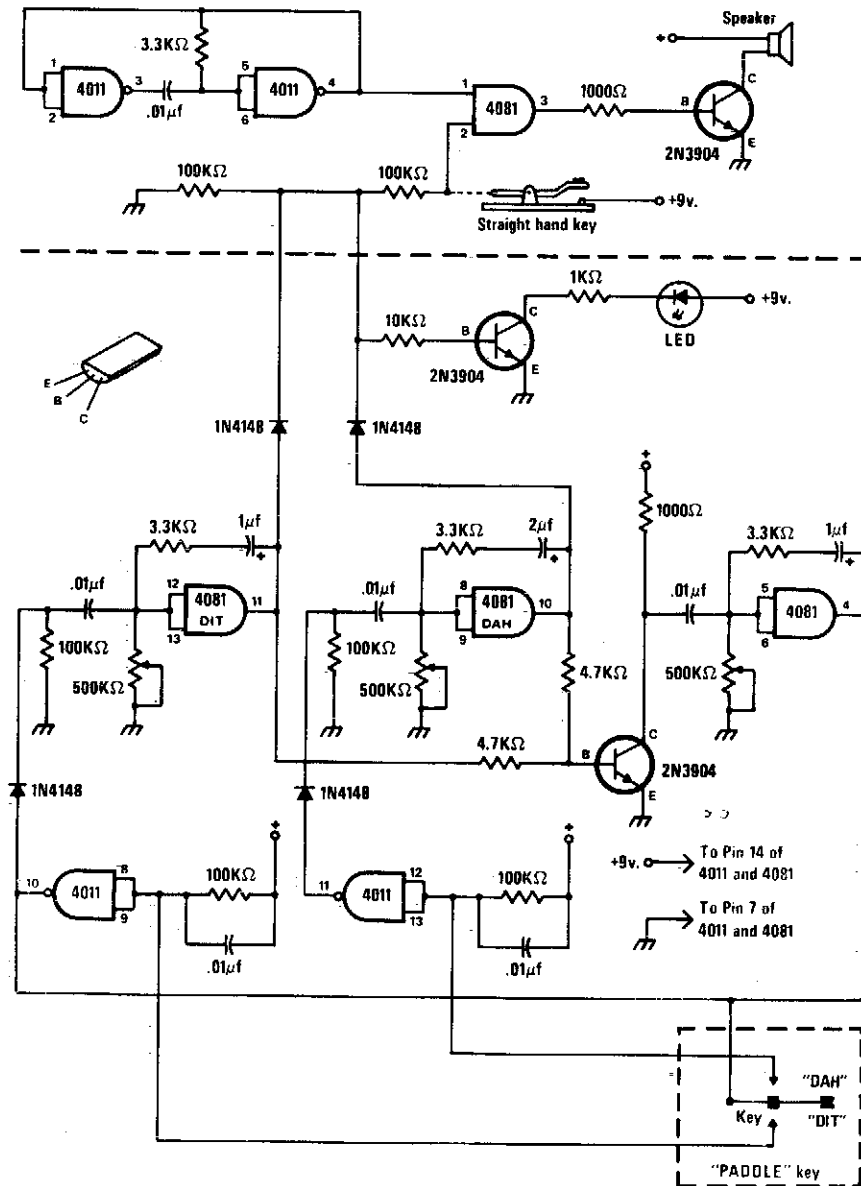 Speaker
+
3.3KΩ
1
2
4011
3
.01µf
5
6
4011
4
1
2
4081
3
1000Ω
B
C
E
2N3904
100KΩ
100KΩ
+9v.
Straight hand key
1KΩ
+9v.
LED
10KΩ
B
C
E
2N3904
E
B
C
1N4148
1N4148
+
1000Ω
3.3KΩ
1µf
+
3.3KΩ
2µf
+
3.3KΩ
1µf
+
.01µf
12
13
4081
DIT
11
.01µf
8
9
4081
DAH
10
.01µf
5
6
4081
4
100KΩ
500KΩ
100KΩ
500KΩ
4.7KΩ
500KΩ
4.7KΩ
B
C
E
2N3904
1N4148
1N4148
+
+
10
4011
8
9
100KΩ
.01µf
11
4011
12
13
100KΩ
.01µf
+9v.
To Pin 14 of
4011 and 4081
To Pin 7 of
4011 and 4081
"DAH"
Key
"DIT"
"PADDLE" key